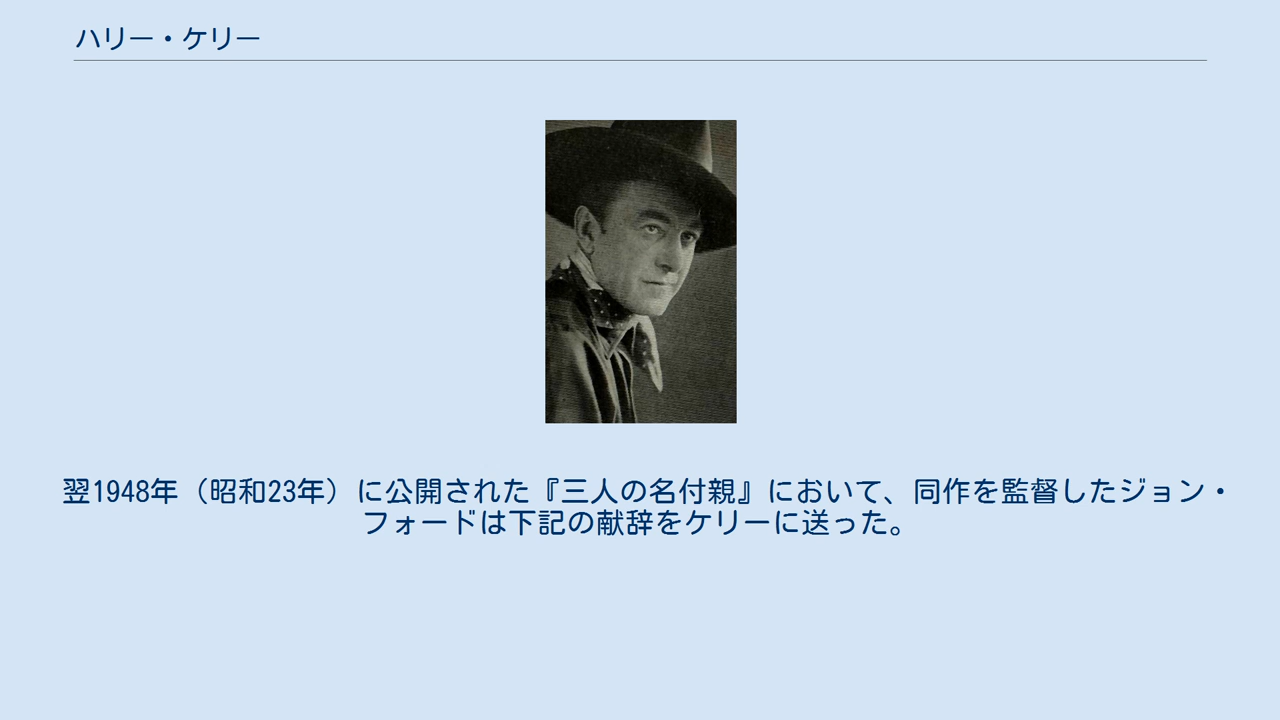 ハリー・ケリー
翌1948年（昭和23年）に公開された『三人の名付親』において、同作を監督したジョン・
フォードは下記の献辞をケリーに送った。